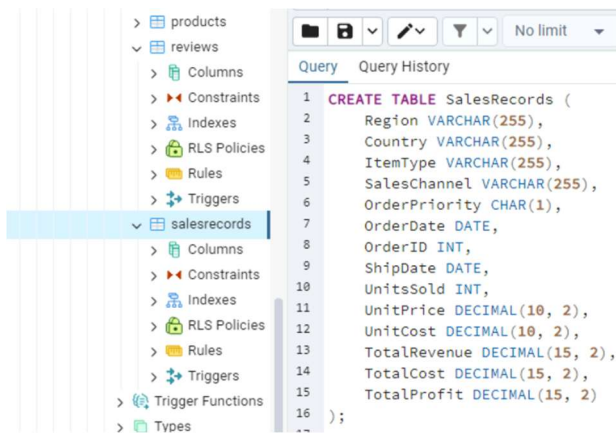 products
reviews
Columns
Constraints
Indexes
RLS Policies
Rules
Triggers
salesrecords
Columns
Constraints
Indexes
RLS Policies
Rules
Triggers
Trigger Functions
Types
No limit
Query Query History
1 CREATE TABLE SalesRecords (
2 Region VARCHAR(255),
3 Country VARCHAR(255),
4 ItemType VARCHAR(255),
5 SalesChannel VARCHAR(255),
6 OrderPriority CHAR(1),
7 OrderDate DATE,
8 OrderID INT,
9 ShipDate DATE,
10 UnitsSold INT,
11 UnitPrice DECIMAL(10, 2),
12 UnitCost DECIMAL(10, 2),
13 TotalRevenue DECIMAL(15, 2),
14 TotalCost DECIMAL(15, 2),
15 TotalProfit DECIMAL(15, 2)
16 );